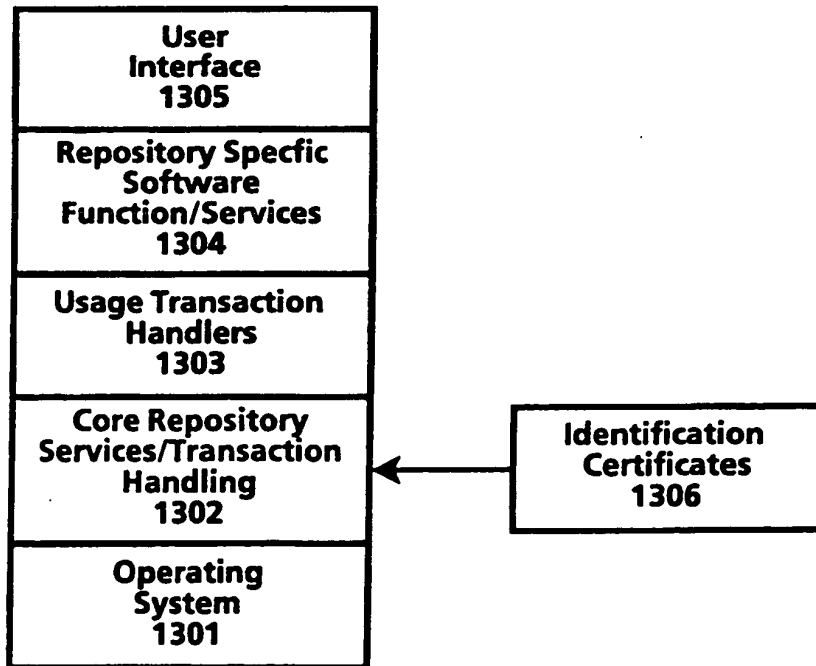 User
Interface
1305
Repository Specfic
Software
Function/Services
1304
Usage Transaction
Handlers
1303
Core Repository
Services/Transaction
Handling
1302
Operating
System
1301
Identification
Certificates
1306